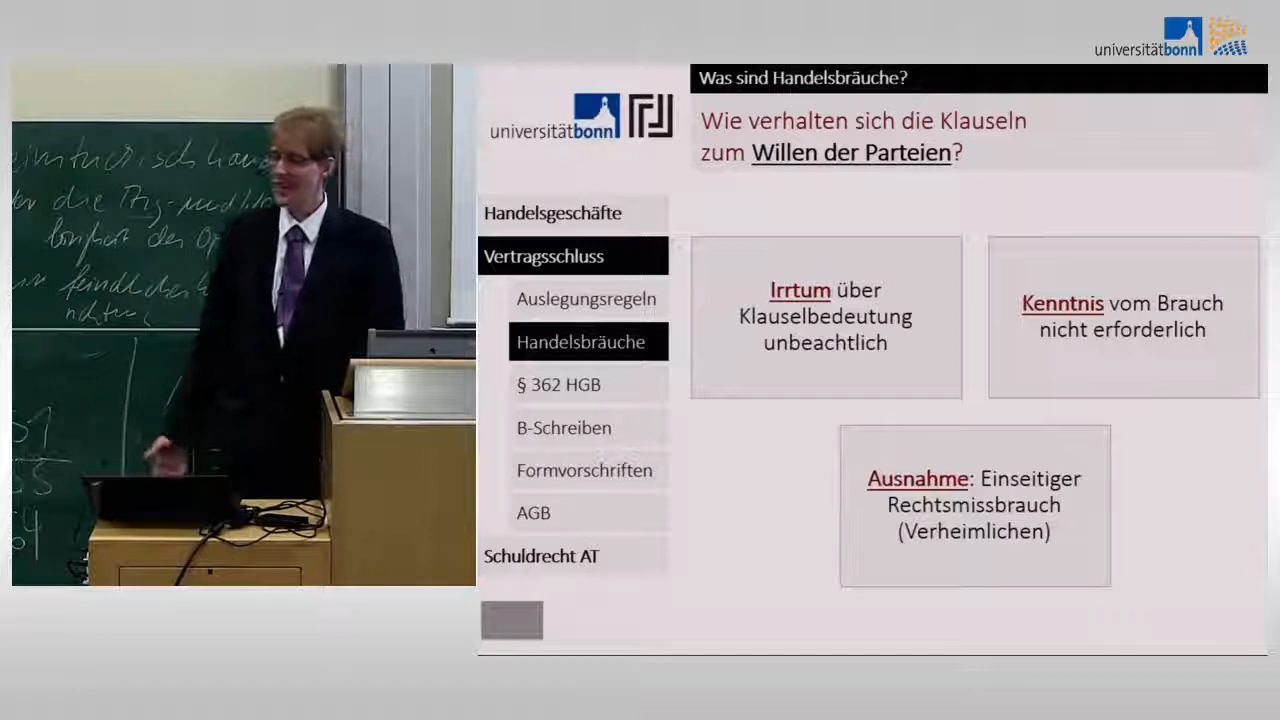 universitätbonn
Was sind Handelsbräuche?
universitätbonn
Wie verhalten sich die Klauseln
zum Willen der Parteien?
Handelsgeschäfte
Vertragsschluss
Auslegungsregeln
Handelsbräuche
§ 362 HGB
B-Schreiben
Formvorschriften
AGB
Schuldrecht AT
Irrtum über
Klauselbedeutung
unbeachtlich
Kenntnis vom Brauch
nicht erforderlich
Ausnahme: Einseitiger
Rechtsmissbrauch
(Verheimlichen)
die
des